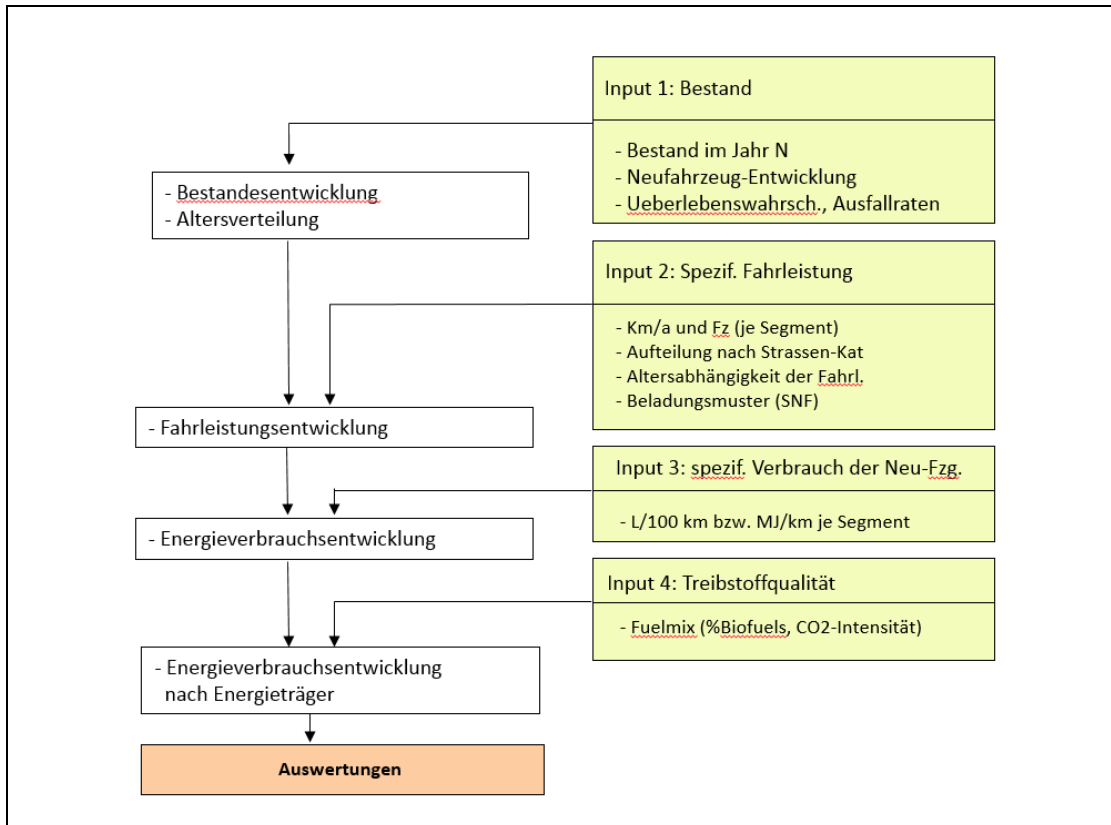 Input 1: Bestand
- Bestand im Jahr N
- Neufahrzeug-Entwicklung
- Ueberlebenswahrsch., Ausfallraten
- Bestandesentwicklung
- Altersverteilung
Input 2: Spezif. Fahrleistung
- Km/a und Fz (je Segment)
- Aufteilung nach Strassen-Kat
- Altersabhängigkeit der Fahrl.
- Beladungsmuster (SNF)
- Fahrleistungsentwicklung
Input 3: spezif. Verbrauch der Neu-Fzg.
- L/100 km bzw. MJ/km je Segment
- Energieverbrauchsentwicklung
Input 4: Treibstoffqualität
- Fuelmix (%Biofuels, CO2-Intensität)
- Energieverbrauchsentwicklung
nach Energieträger
Auswertungen